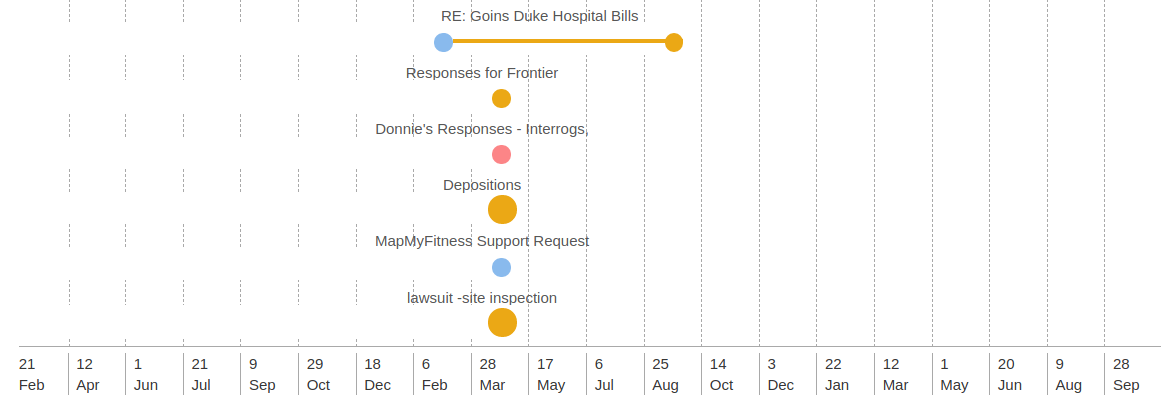 RE: Goins Duke Hospital Bills
Responses for Frontier
Donnie's Responses - Interrogs,
Depositions
MapMyFitness Support Request
lawsuit -site inspection
21 12 1 21 9 29 18 6 28 17 6 25 14 3 22 12 1 20 9 28
Feb Apr Jun Jul Sep Oct Dec Feb Mar May Jul Aug Oct Dec Jan Mar May Jun Aug Sep